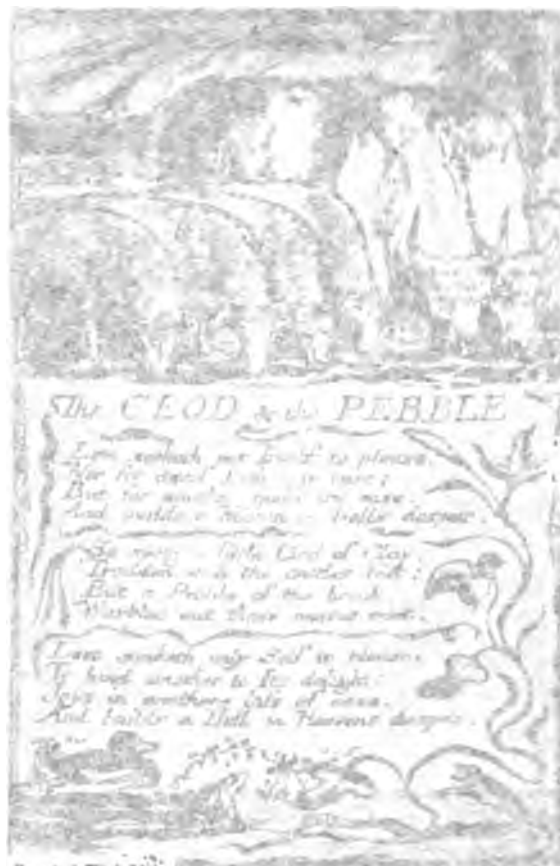 The CLOD & the PEBBLE
Love seeketh not Itself to please,
Nor for itself hath any care;
But for another gives its ease,
And builds a Heaven in Hells despair.
So sang a little Clod of Clay,
Trodden with the cattles feet:
But a Pebble of the brook,
Warbled out these metres meet.
Love seeketh only Self to please,
To bind another to Its delight:
Joys in anothers loss of ease,
And builds a Hell in Heavens despite.